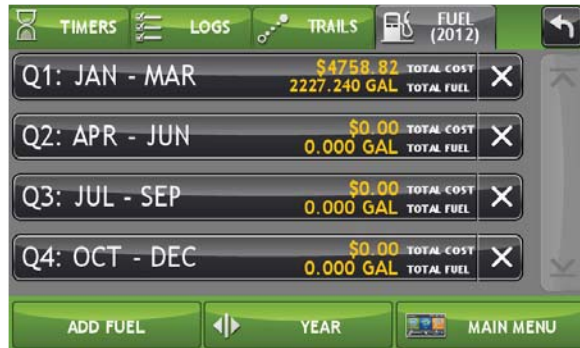 TIMERS
LOGS
TRAILS
FUEL
(2012)
Q1: JAN - MAR
$4758.82 TOTAL COST
2227.240 GAL TOTAL FUEL
Q2: APR - JUN
$0.00 TOTAL COST
0.000 GAL TOTAL FUEL
Q3: JUL - SEP
$0.00 TOTAL COST
0.000 GAL TOTAL FUEL
Q4: OCT - DEC
$0.00 TOTAL COST
0.000 GAL TOTAL FUEL
ADD FUEL
YEAR
MAIN MENU